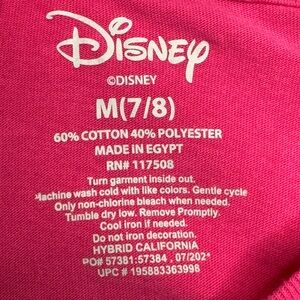 Disney
©DISNEY
M(7/8)
60% COTTON 40% POLYESTER
MADE IN EGYPT
RN# 117508
Turn garment inside out.
Machine wash cold with like colors. Gentle cycle
Only non-chlorine bleach when needed.
Tumble dry low. Remove Promptly.
Cool iron if needed.
Do not iron decoration.
HYBRID CALIFORNIA
PO# 57381:57384 , 07/202
UPC # 195883363998